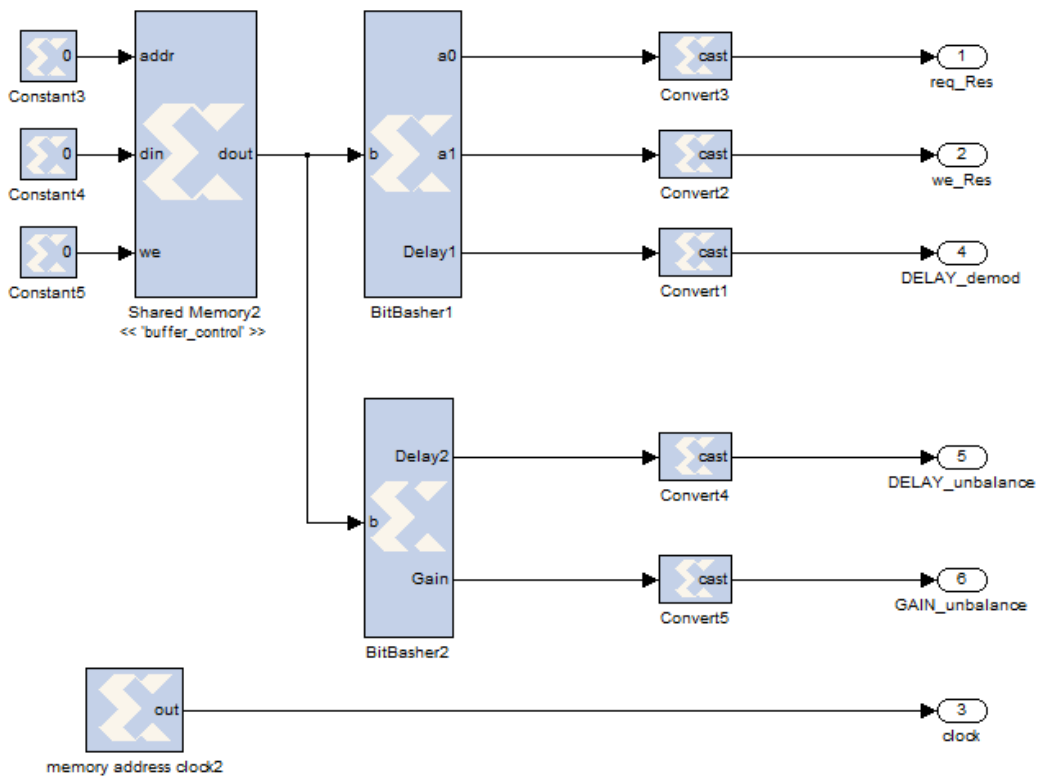 0
addr
a0
cast
1
Constant3
Convert3
req_Res
0
din
dout
b
a1
cast
2
Constant4
Convert2
we_Res
0
we
Delay1
cast
4
Constant5
Shared Memory2
<< 'buffer_control' >>
BitBasher1
Convert1
DELAY_demod
Delay2
cast
5
Convert4
DELAY_unbalance
b
Gain
cast
6
BitBasher2
Convert5
GAIN_unbalance
out
3
memory address clock2
clock